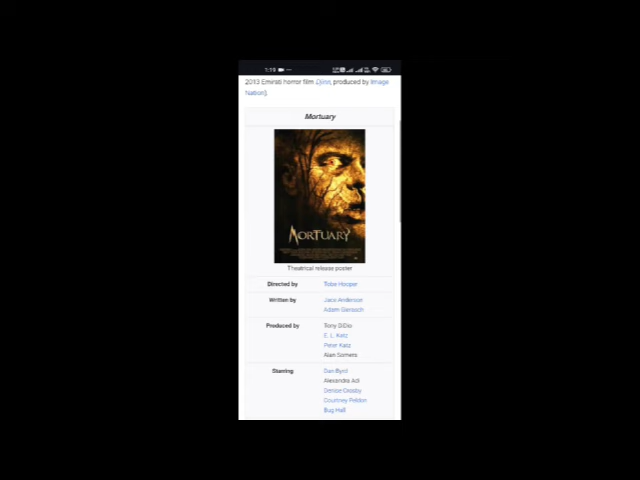 1:19
2013 Emirati horror film Djinn, produced by Image
Nation).
Mortuary
MORTUARY
Theatrical release poster
Directed by Tobe Hooper
Written by Jace Anderson
Adam Gierasch
Produced by Tony DiDio
E. L. Katz
Peter Katz
Alan Somers
Starring Dan Byrd
Alexandra Adi
Denise Crosby
Courtney Peldon
Bug Hall